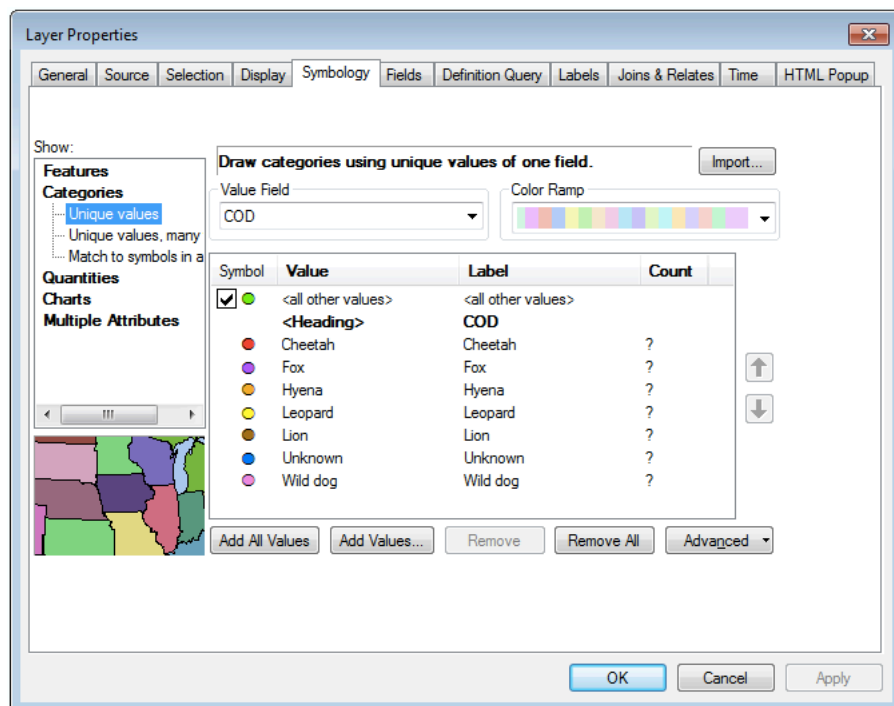 Layer Properties
General Source Selection Display Symbology Fields Definition Query Labels Joins & Relates Time HTML Popup
Show:
Features
Categories
Unique values
Unique values, many
Match to symbols in a
Quantities
Charts
Multiple Attributes
Draw categories using unique values of one field.
Import...
Value Field
COD
Color Ramp
Symbol Value Label Count
<all other values> <all other values>
<Heading> COD
Cheetah Cheetah ?
Fox Fox ?
Hyena Hyena ?
Leopard Leopard ?
Lion Lion ?
Unknown Unknown ?
Wild dog Wild dog ?
Add All Values Add Values... Remove Remove All Advanced
OK Cancel Apply